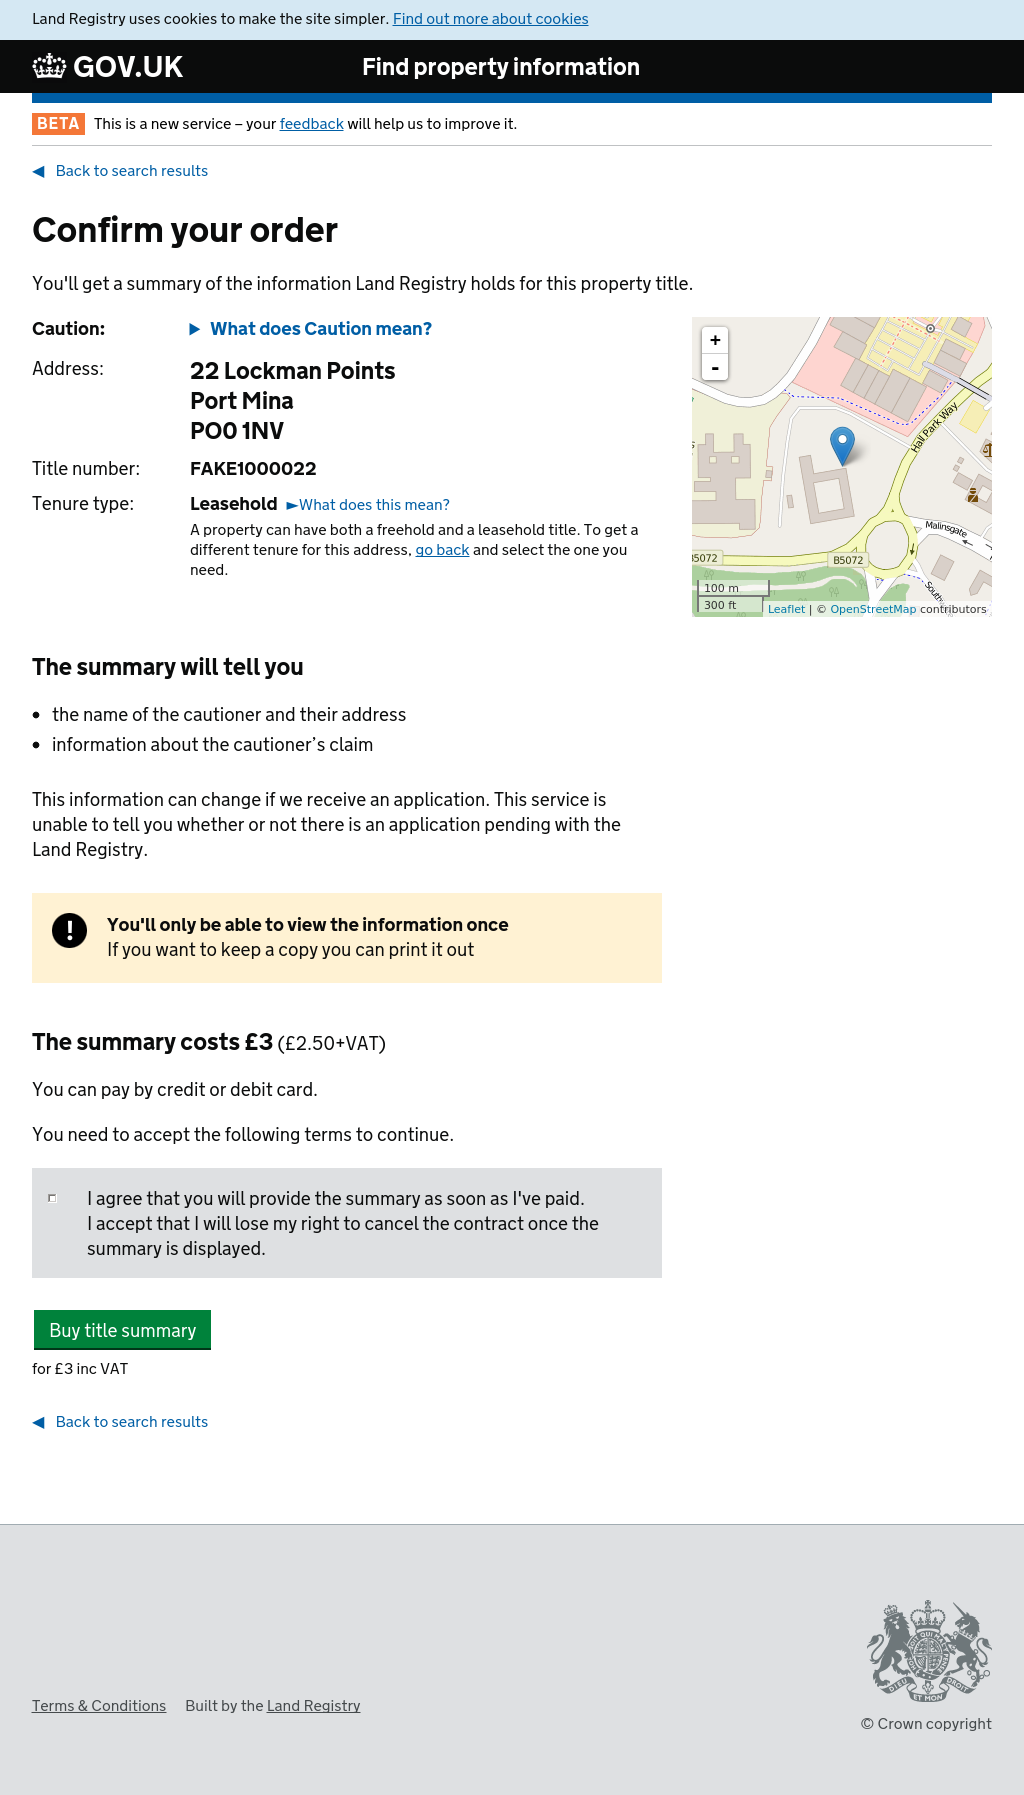 Land Registry uses cookies to make the site simpler. Find out more about cookies
GOV.UK
Find property information
BETA This is a new service – your feedback will help us to improve it.
◀ Back to search results
Confirm your order
You'll get a summary of the information Land Registry holds for this property title.
Caution: ▶ What does Caution mean?
Address: 22 Lockman Points
Port Mina
PO0 1NV
Title number: FAKE1000022
Tenure type: Leasehold ►What does this mean?
A property can have both a freehold and a leasehold title. To get a
different tenure for this address, go back and select the one you
need.
+
-
Hall Park Way
Malinsgate
B5072
B5072
100 m
300 ft
Leaflet | © OpenStreetMap contributors
The summary will tell you
• the name of the cautioner and their address
• information about the cautioner’s claim
This information can change if we receive an application. This service is
unable to tell you whether or not there is an application pending with the
Land Registry.
You'll only be able to view the information once
If you want to keep a copy you can print it out
The summary costs £3 (£2.50+VAT)
You can pay by credit or debit card.
You need to accept the following terms to continue.
I agree that you will provide the summary as soon as I've paid.
I accept that I will lose my right to cancel the contract once the
summary is displayed.
Buy title summary
for £3 inc VAT
◀ Back to search results
Terms & Conditions Built by the Land Registry
DIEU ET MON DROIT
© Crown copyright